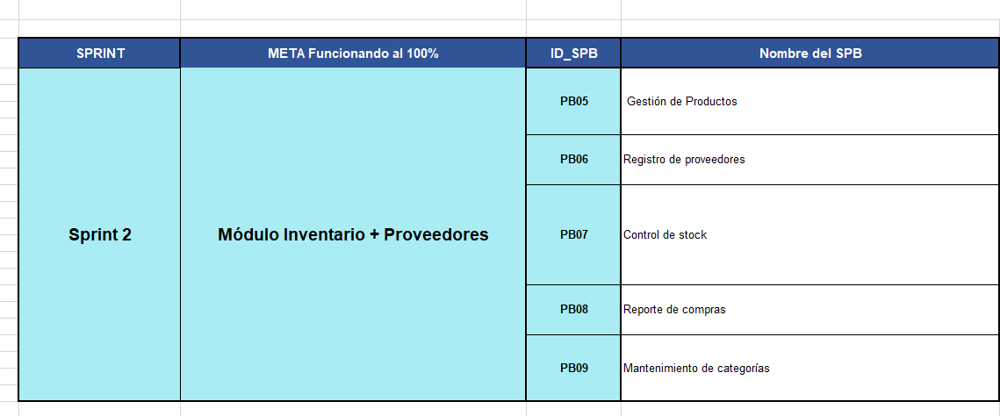 SPRINT META Funcionando al 100% ID_SPB Nombre del SPB
PB05 Gestión de Productos
PB06 Registro de proveedores
Sprint 2 Módulo Inventario + Proveedores PB07 Control de stock
PB08 Reporte de compras
PB09 Mantenimiento de categorías